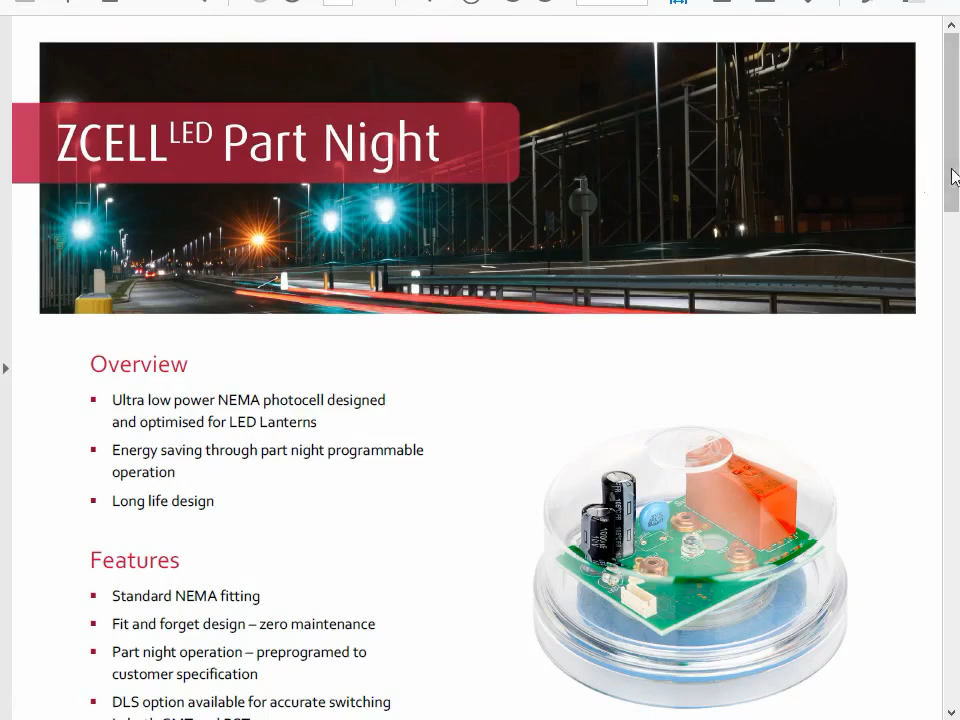 ZCELLLED Part Night
Overview
▪ Ultra low power NEMA photocell designed
and optimised for LED Lanterns
▪ Energy saving through part night programmable
operation
▪ Long life design
Features
▪ Standard NEMA fitting
▪ Fit and forget design – zero maintenance
▪ Part night operation – preprogramed to
customer specification
▪ DLS option available for accurate switching